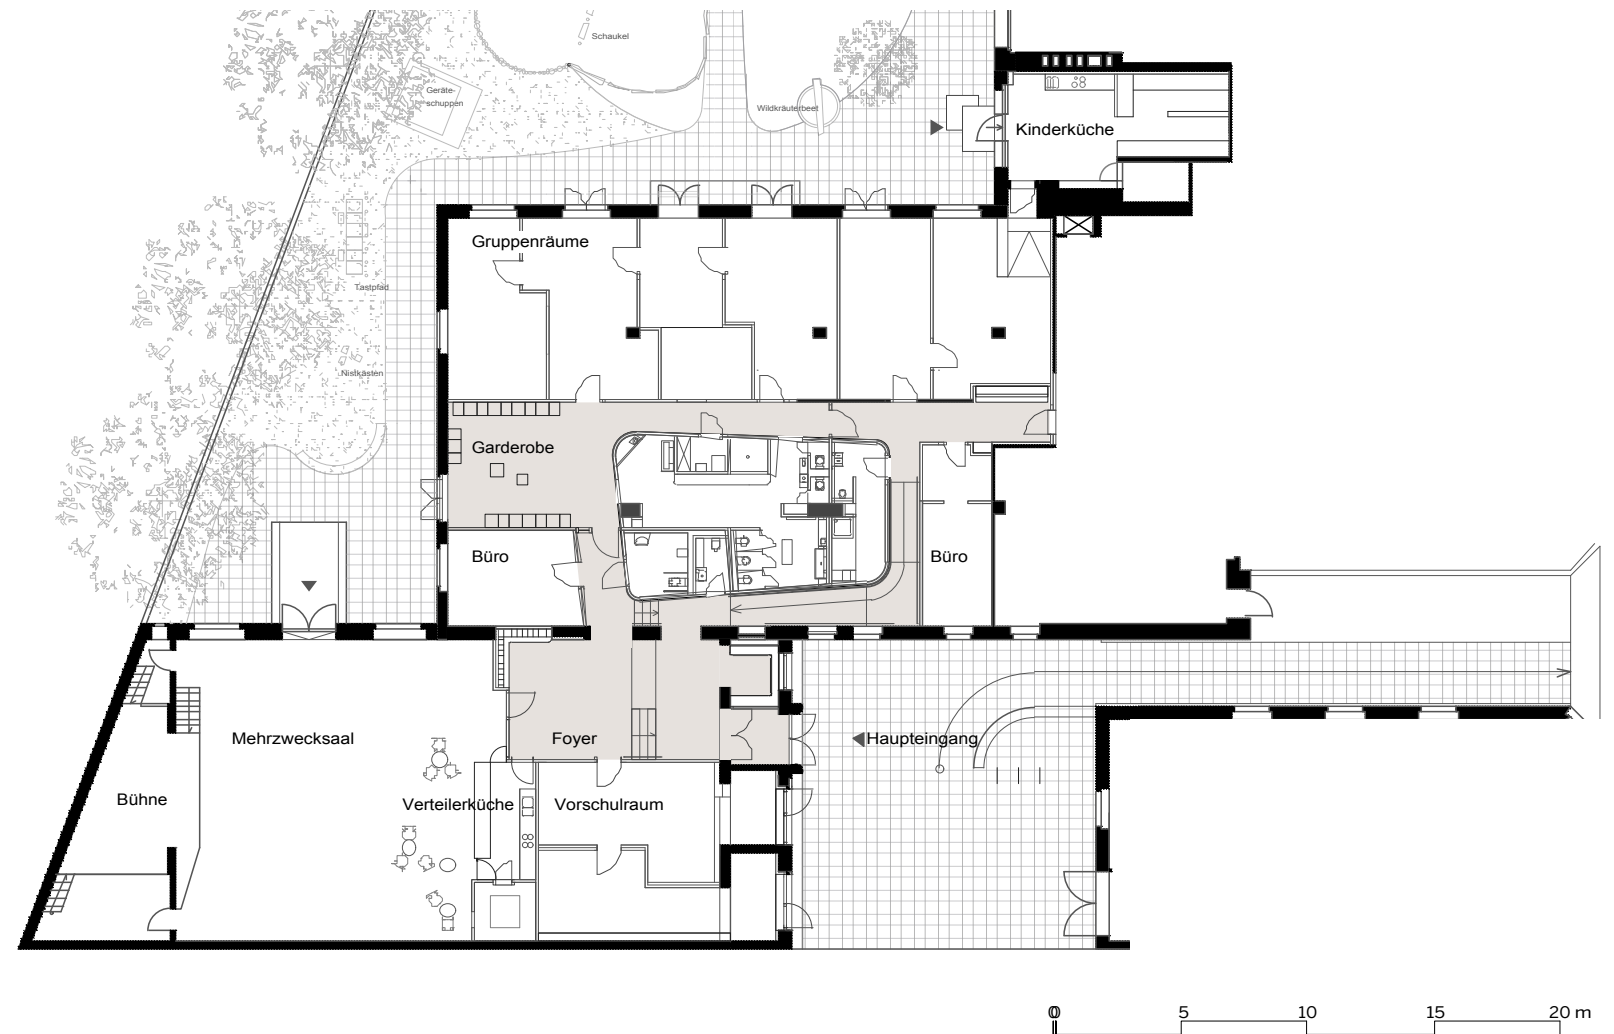 Schaukel
Geräte-
schuppen
Wildkräuterbeet
Kinderküche
Gruppenräume
Tastpfad
Nistkästen
Garderobe
Büro
Büro
Mehrzwecksaal
Foyer
Haupteingang
Bühne
Verteilerküche
Vorschulraum
0 5 10 15 20 m